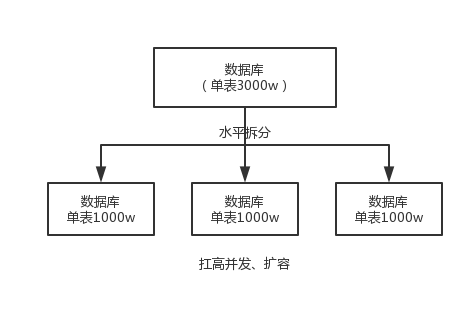 数据库
（单表3000w）
水平拆分
数据库
单表1000w
数据库
单表1000w
数据库
单表1000w
扛高并发、扩容